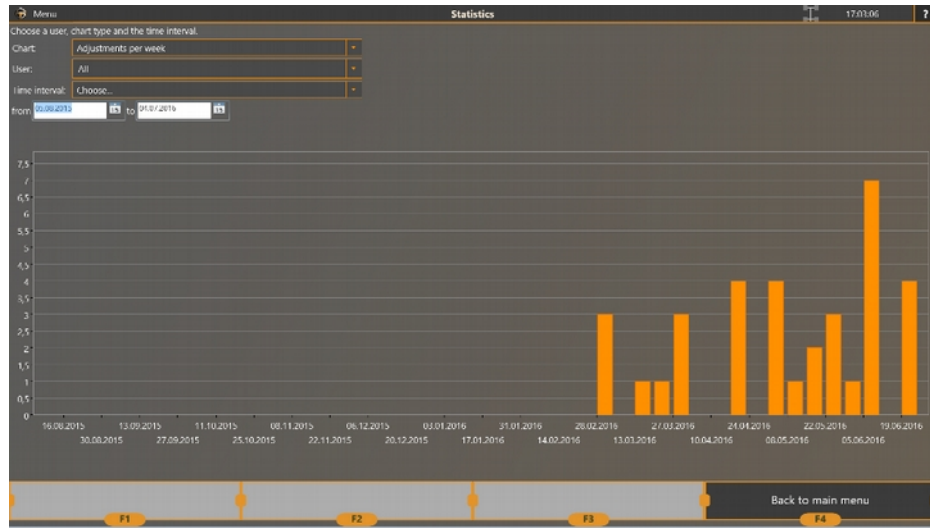 Menu Statistics 17:03:06 ?
Choose a user, chart type and the time interval.
Chart: Adjustments per week
User: All
Time interval: Choose...
from 05.08.2015 15 to 01.07.2016 15
7,5
7
6,5
6
5,5
5
4,5
4
3,5
3
2,5
2
1,5
1
0,5
0
16.08.2015 13.09.2015 11.10.2015 08.11.2015 06.12.2015 03.01.2016 31.01.2016 28.02.2016 27.03.2016 24.04.2016 22.05.2016 19.06.2016
30.08.2015 27.09.2015 25.10.2015 22.11.2015 20.12.2015 17.01.2016 14.02.2016 13.03.2016 10.04.2016 08.05.2016 05.06.2016
Back to main menu
F1 F2 F3 F4